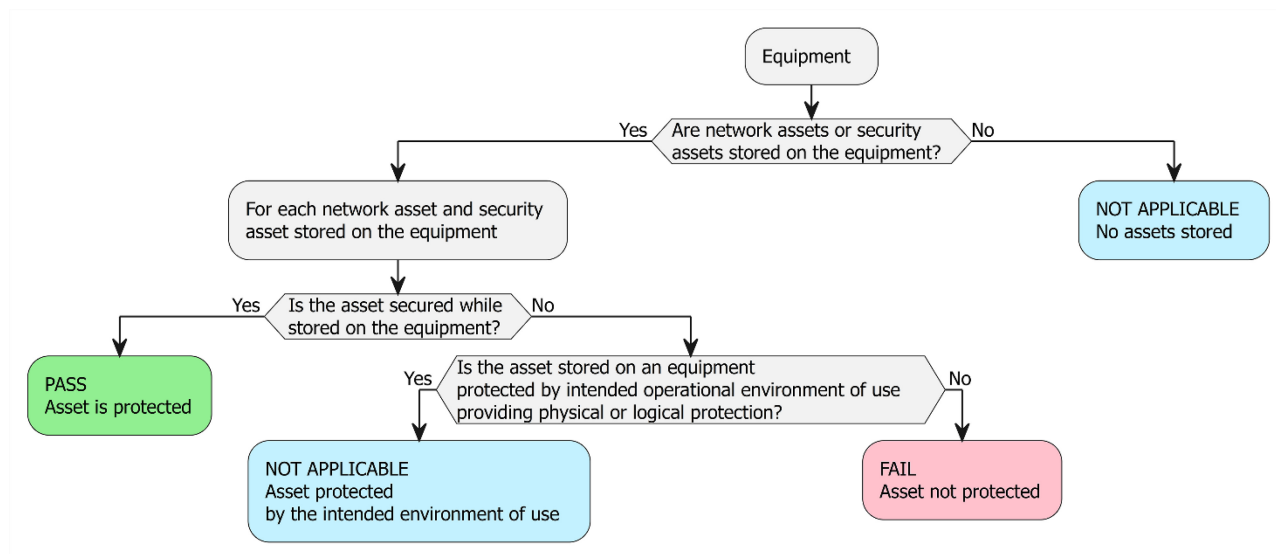 Equipment
Yes
Are network assets or security
assets stored on the equipment?
No
For each network asset and security
asset stored on the equipment
NOT APPLICABLE
No assets stored
Yes
Is the asset secured while
stored on the equipment?
No
PASS
Asset is protected
Yes
Is the asset stored on an equipment
protected by intended operational environment of use
providing physical or logical protection?
No
NOT APPLICABLE
Asset protected
by the intended environment of use
FAIL
Asset not protected